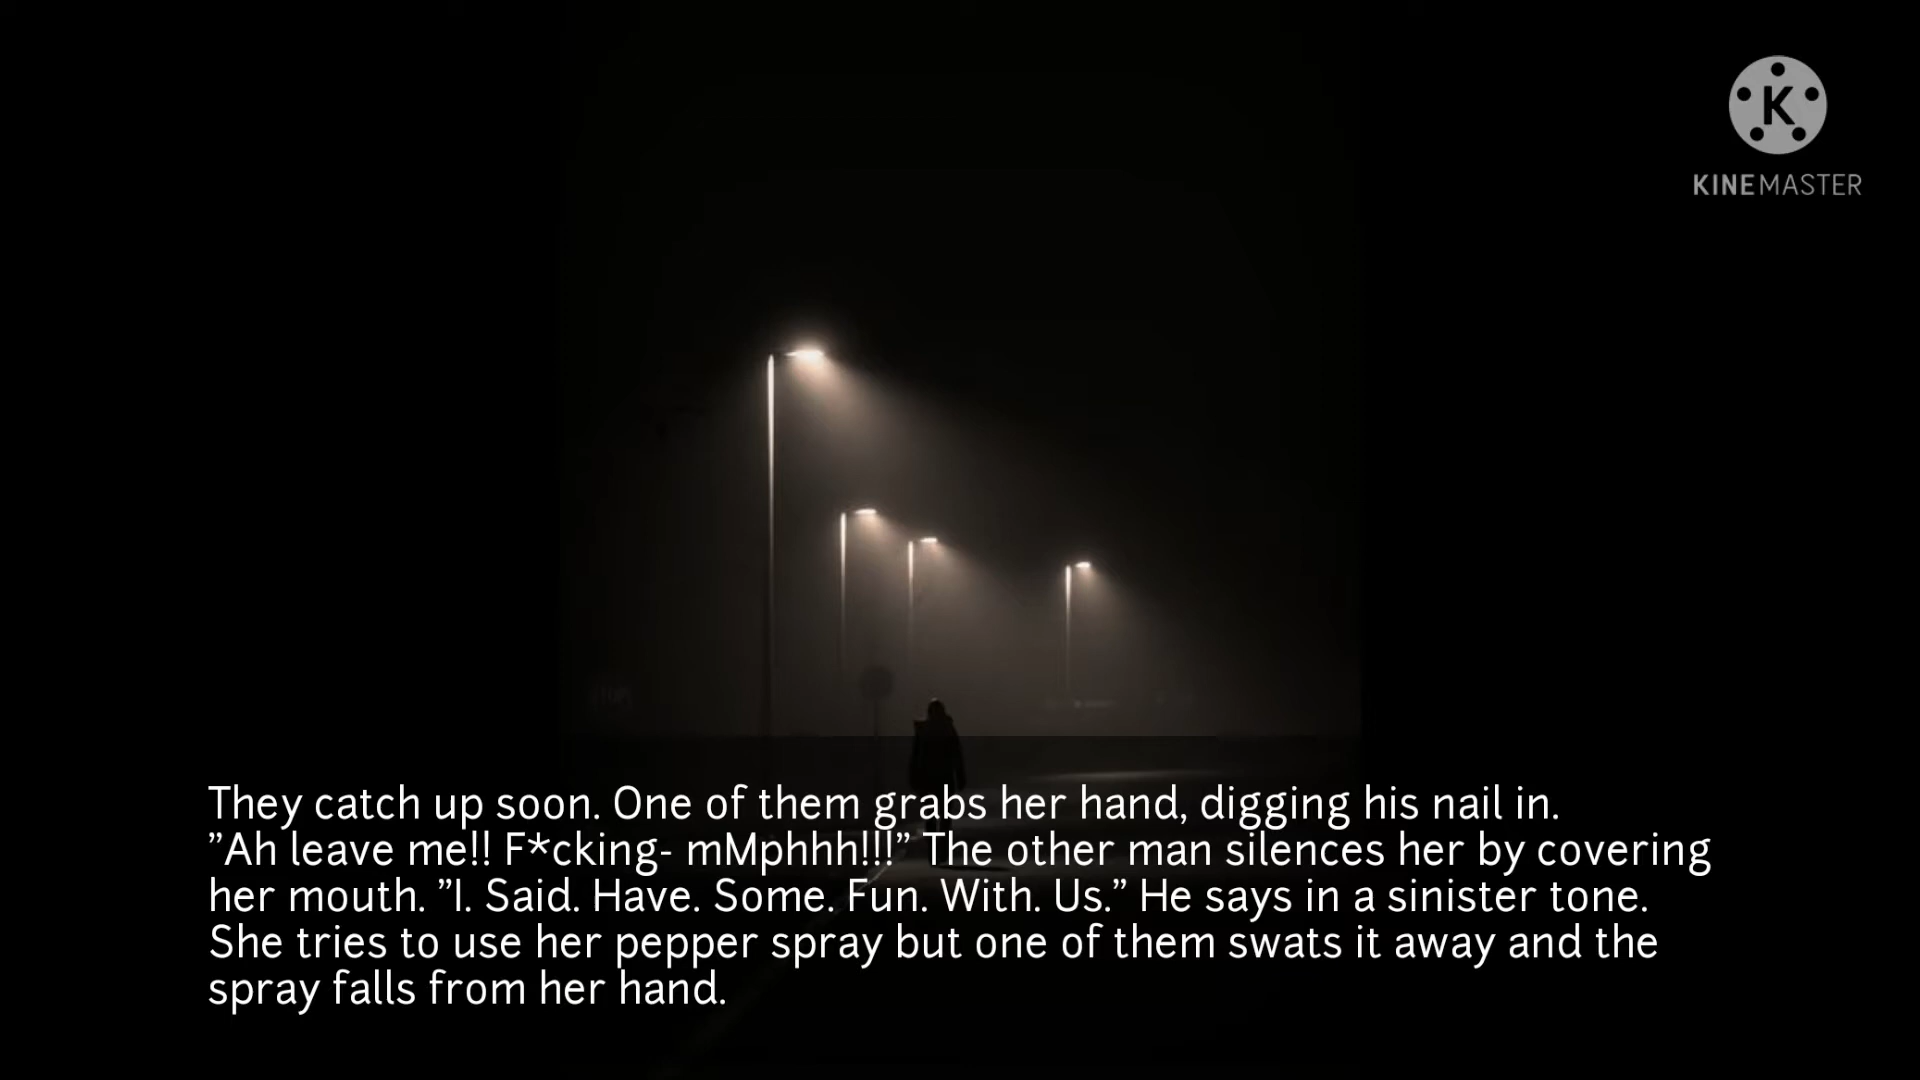 KINEMASTER
They catch up soon. One of them grabs her hand, digging his nail in.
”Ah leave me!! F*cking- mMphhh!!!” The other man silences her by covering
her mouth. ”I. Said. Have. Some. Fun. With. Us.” He says in a sinister tone.
She tries to use her pepper spray but one of them swats it away and the
spray falls from her hand.